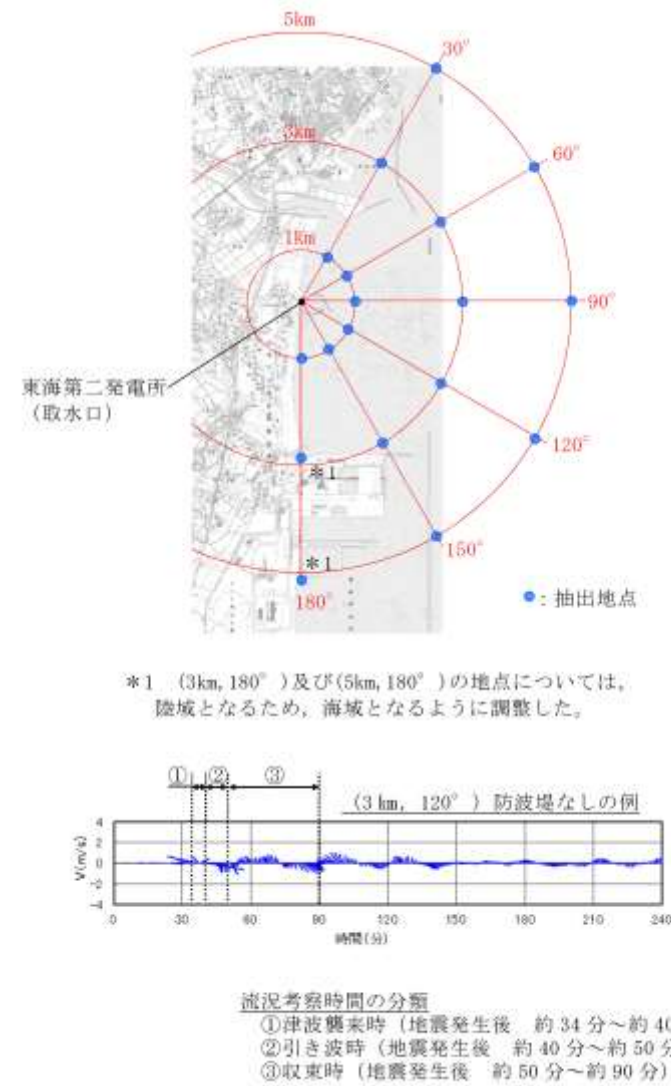 5km
30°
3km
60°
1km
90°
東海第二発電所
(取水口)
120°
*1
150°
*1
180°
●:抽出地点
*1 (3km,180°)及び(5km,180°)の地点については,
陸域となるため,海域となるように調整した。
① ② ③
(3km, 120°)防波堤なしの例
V(m/s)
4
2
0
-2
-4
0 30 60 90 120 150 180 210 240
時間(分)
流況考察時間の分類
①津波襲来時(地震発生後 約34分~約40
②引き波時(地震発生後 約40分~約50分
③収束時(地震発生後 約50分~約90分)